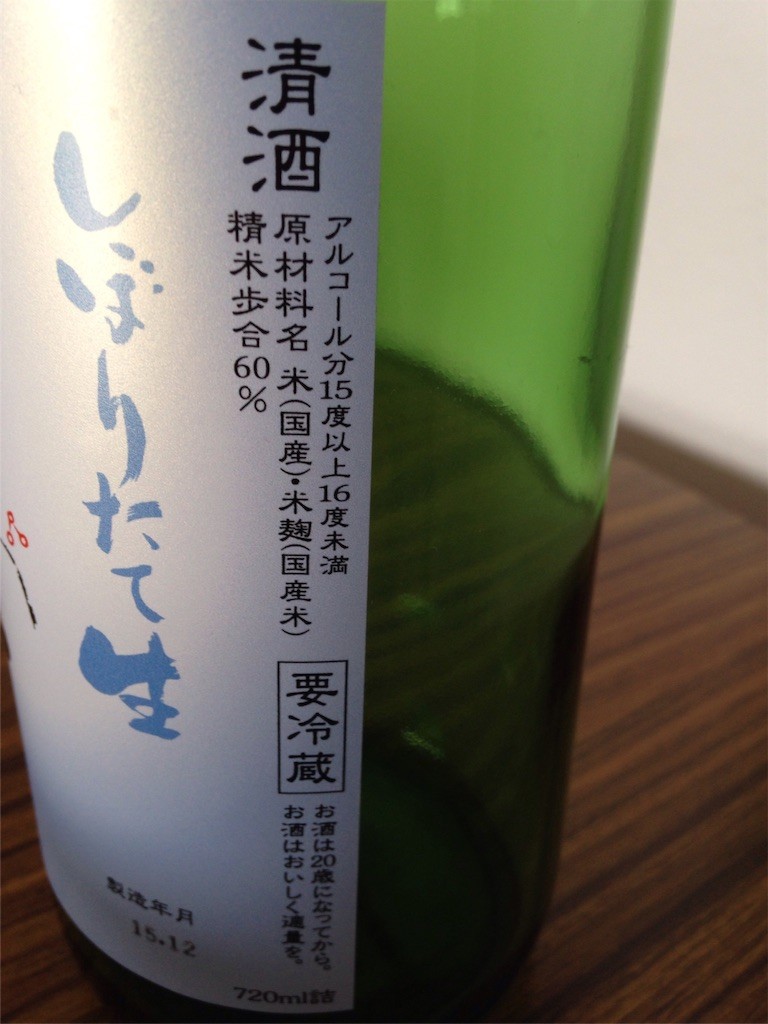 清酒
アルコール分15度以上16度未満
原材料名 米(国産)・米麹(国産米)
精米歩合60%
しぼりたて生
要冷蔵
お酒は20歳になってから。
お酒はおいしく適量を。
製造年月
15.12
720ml詰